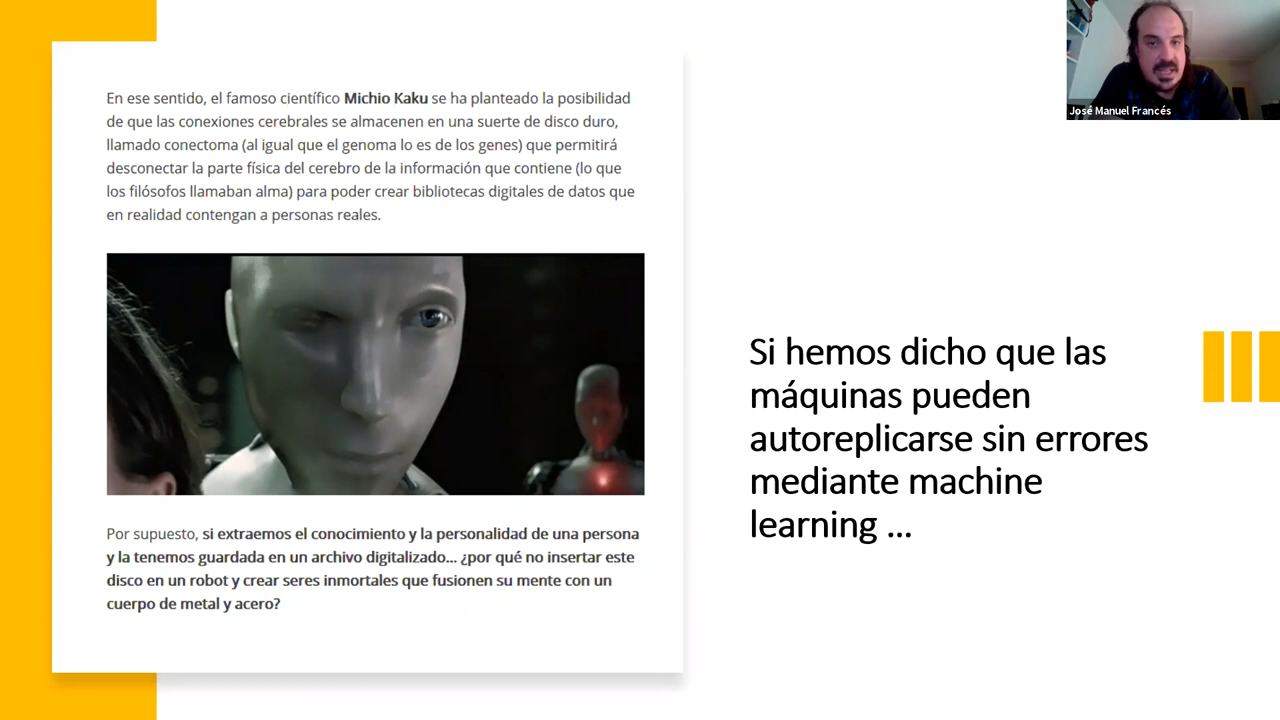 En ese sentido, el famoso científico Michio Kaku se ha planteado la posibilidad
de que las conexiones cerebrales se almacenten en una suerte de disco duro,
llamado conectoma (al igual que el genoma lo es de los genes) que permitirá
desconectar la parte física del cerebro de la información que contiene (lo que
los filósofos llamaban alma) para poder crear bibliotecas digitales de datos que
en realidad contengan a personas reales.
Por supuesto, si extraemos el conocimiento y la personalidad de una persona
y la tenemos guardada en un archivo digitalizado... ¿por qué no insertar este
disco en un robot y crear seres inmortales que fusionen su mente con un
cuerpo de metal y acero?
José Manuel Francés
Si hemos dicho que las
máquinas pueden
autoreplicarse sin errores
mediante machine
learning ...